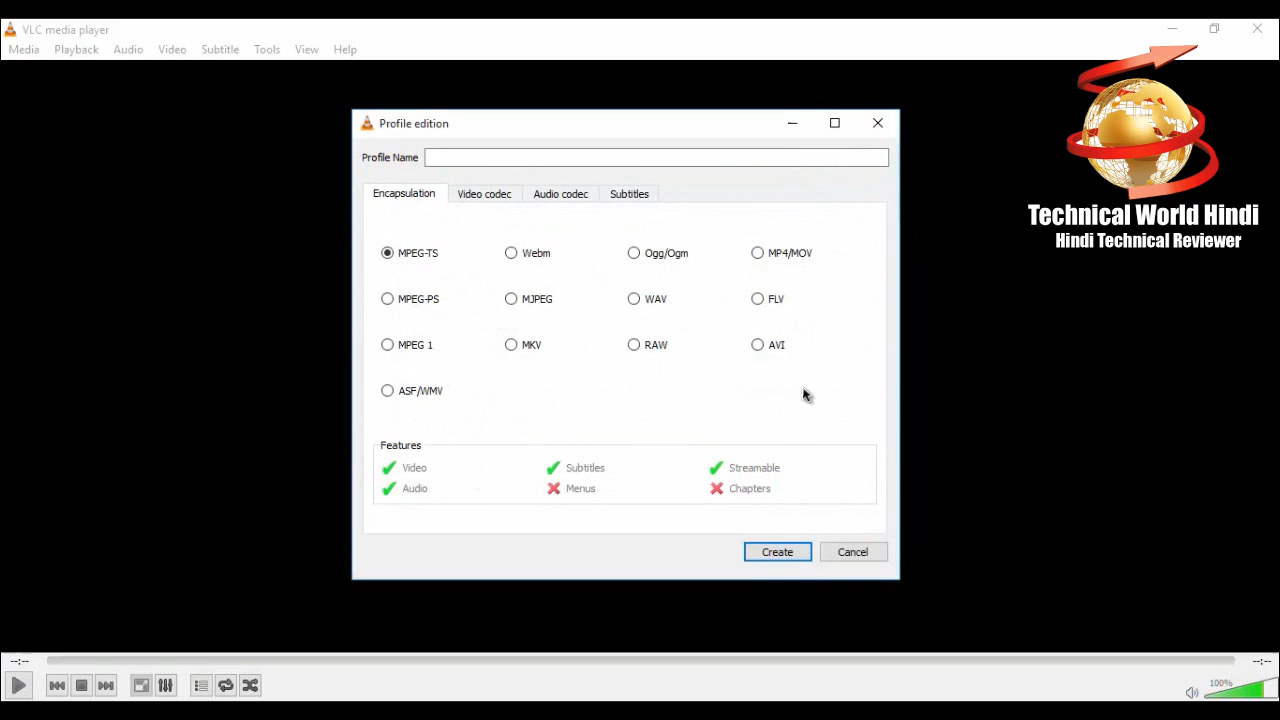 VLC media player
Media Playback Audio Video Subtitle Tools View Help
Technical World Hindi
Hindi Technical Reviewer
Profile edition
Profile Name
Encapsulation Video codec Audio codec Subtitles
MPEG-TS Webm Ogg/Ogm MP4/MOV
MPEG-PS MJPEG WAV FLV
MPEG 1 MKV RAW AVI
ASF/WMV
Features
Video Subtitles Streamable
Audio Menus Chapters
Create Cancel
--:-- --:--
100%